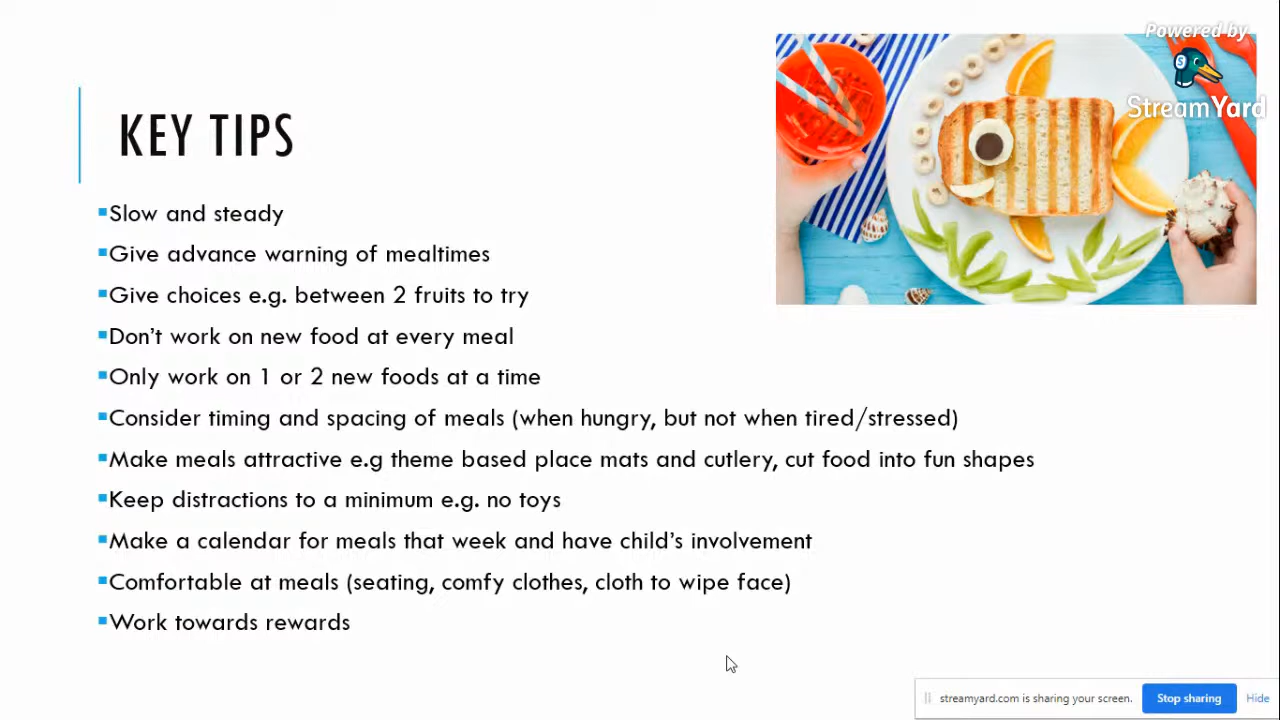 Powered by
StreamYard
KEY TIPS
▪Slow and steady
▪Give advance warning of mealtimes
▪Give choices e.g. between 2 fruits to try
▪Don’t work on new food at every meal
▪Only work on 1 or 2 new foods at a time
▪Consider timing and spacing of meals (when hungry, but not when tired/stressed)
▪Make meals attractive e.g theme based place mats and cutlery, cut food into fun shapes
▪Keep distractions to a minimum e.g. no toys
▪Make a calendar for meals that week and have child’s involvement
▪Comfortable at meals (seating, comfy clothes, cloth to wipe face)
▪Work towards rewards
streamyard.com is sharing your screen. Stop sharing Hide